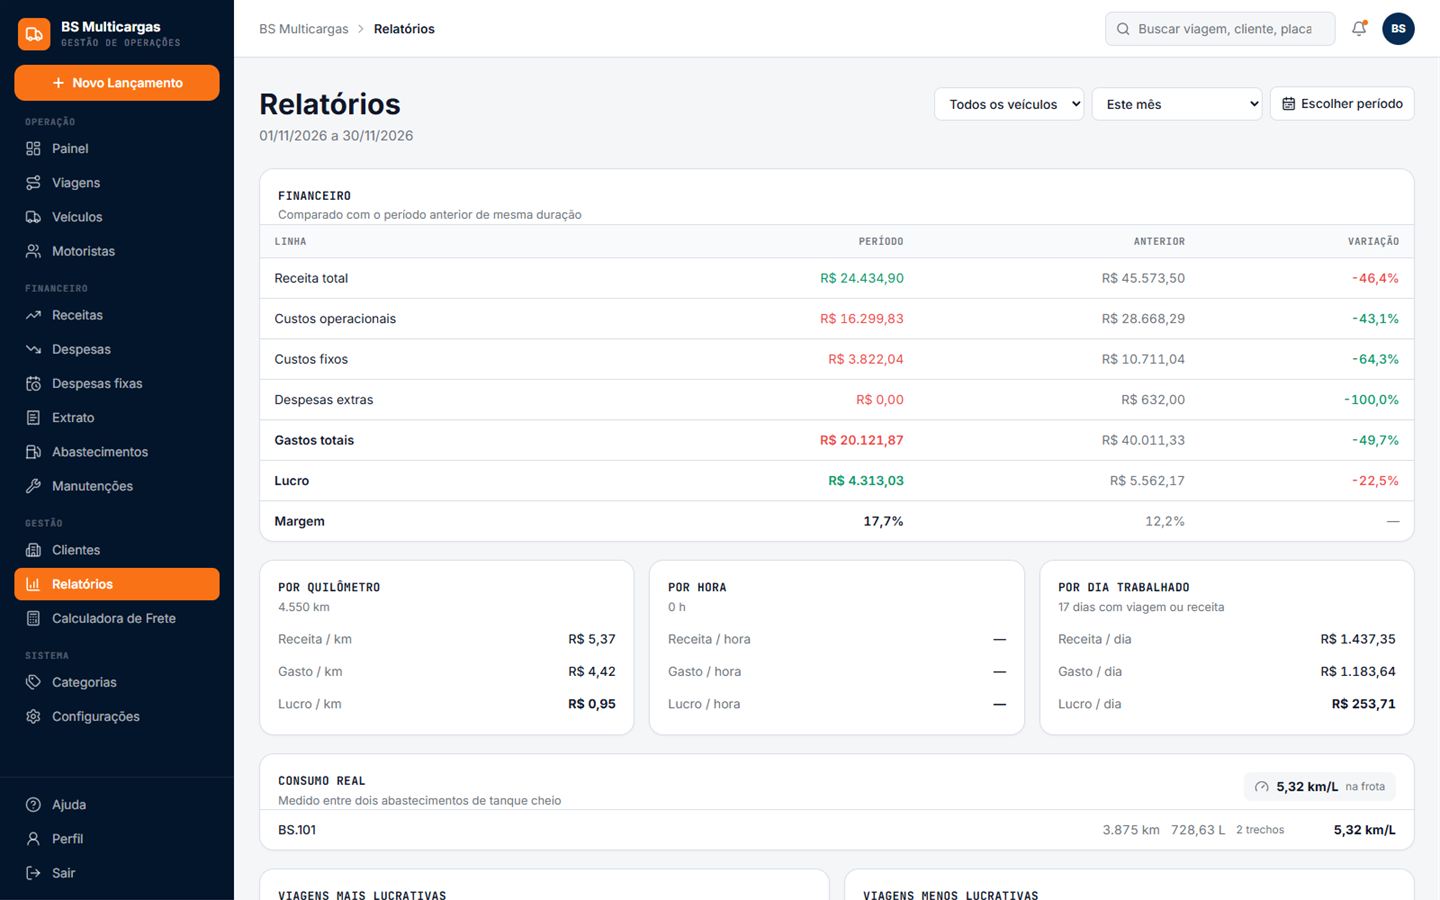 BS Multicargas
GESTÃO DE OPERAÇÕES
+ Novo Lançamento
OPERAÇÃO
Painel
Viagens
Veículos
Motoristas
FINANCEIRO
Receitas
Despesas
Despesas fixas
Extrato
Abastecimentos
Manutenções
GESTÃO
Clientes
Relatórios
Calculadora de Frete
SISTEMA
Categorias
Configurações
Ajuda
Perfil
Sair
BS Multicargas > Relatórios
Buscar viagem, cliente, placa
BS
Relatórios
01/11/2026 a 30/11/2026
Todos os veículos
Este mês
Escolher período
FINANCEIRO
Comparado com o período anterior de mesma duração
LINHA PERÍODO ANTERIOR VARIAÇÃO
Receita total R$ 24.434,90 R$ 45.573,50 -46,4%
Custos operacionais R$ 16.299,83 R$ 28.668,29 -43,1%
Custos fixos R$ 3.822,04 R$ 10.711,04 -64,3%
Despesas extras R$ 0,00 R$ 632,00 -100,0%
Gastos totais R$ 20.121,87 R$ 40.011,33 -49,7%
Lucro R$ 4.313,03 R$ 5.562,17 -22,5%
Margem 17,7% 12,2% —
POR QUILÔMETRO
4.550 km
Receita / km R$ 5,37
Gasto / km R$ 4,42
Lucro / km R$ 0,95
POR HORA
0 h
Receita / hora —
Gasto / hora —
Lucro / hora —
POR DIA TRABALHADO
17 dias com viagem ou receita
Receita / dia R$ 1.437,35
Gasto / dia R$ 1.183,64
Lucro / dia R$ 253,71
CONSUMO REAL
Medido entre dois abastecimentos de tanque cheio
5,32 km/L na frota
BS.101 3.875 km 728,63 L 2 trechos 5,32 km/L
VIAGENS MAIS LUCRATIVAS
VIAGENS MENOS LUCRATIVAS